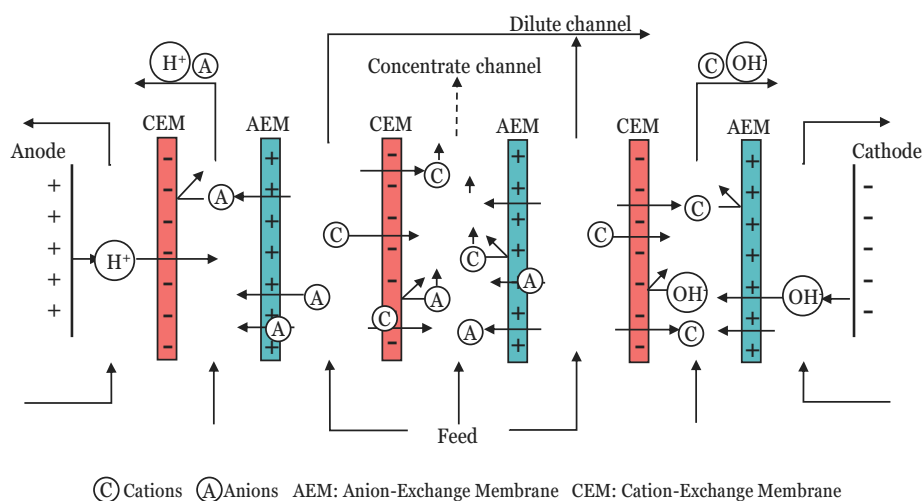 Dilute channel
H+ A
C OH-
Concentrate channel
CEM AEM CEM AEM CEM AEM
Anode Cathode
+ + + + +
- - - - -
C
A A C
C
C
H+ C
A A OH- OH-
A C A A C
Feed
C Cations A Anions AEM: Anion-Exchange Membrane CEM: Cation-Exchange Membrane